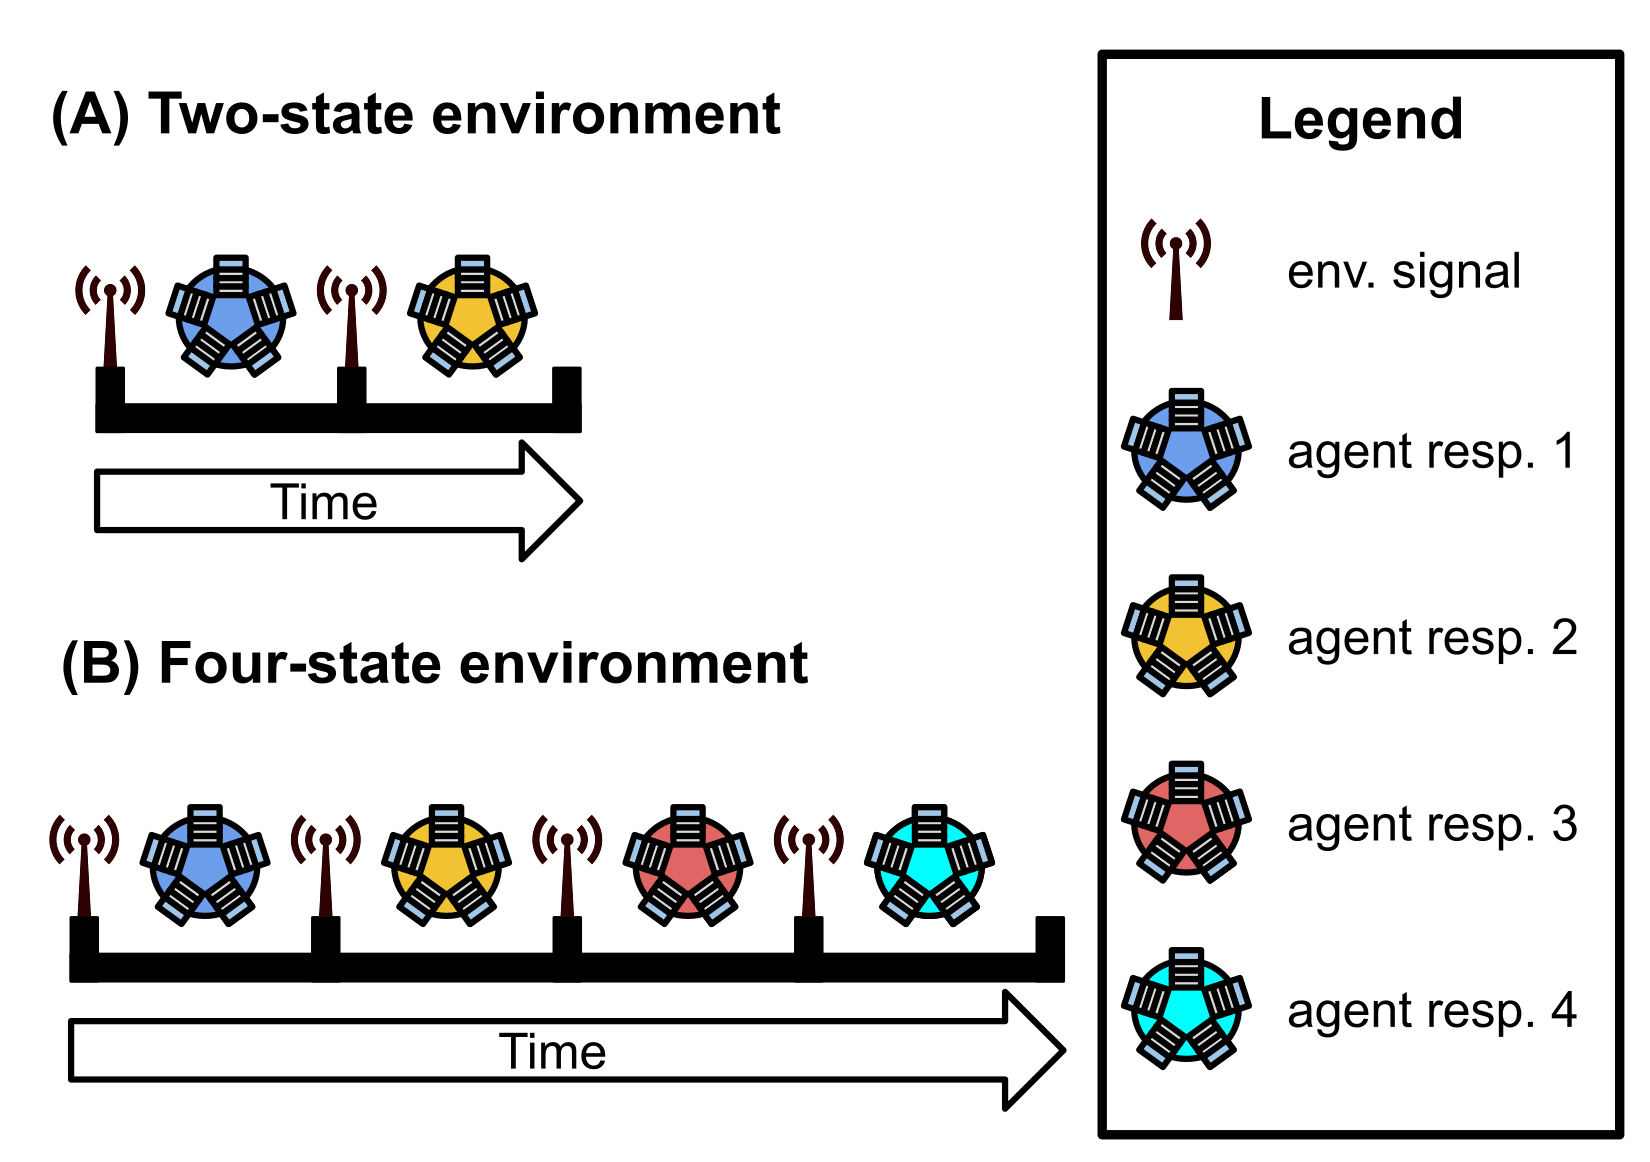 (A) Two-state environment
Time
(B) Four-state environment
Time
Legend
env. signal
agent resp. 1
agent resp. 2
agent resp. 3
agent resp. 4